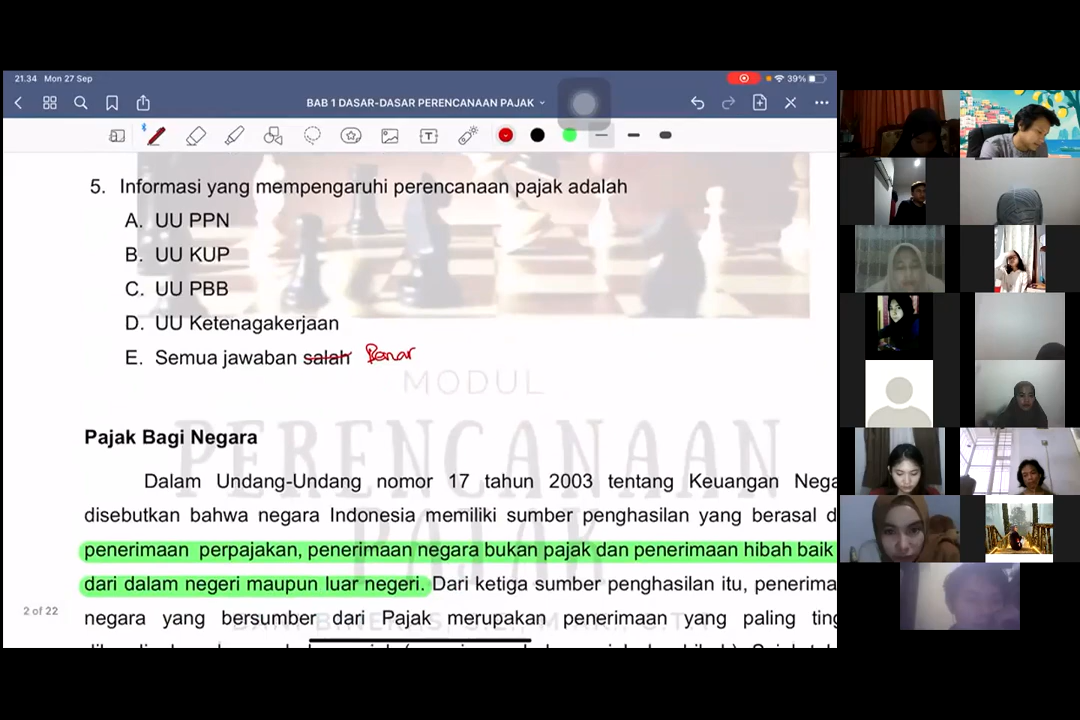 21.34 Mon 27 Sep
39%
BAB 1 DASAR-DASAR PERENCANAAN PAJAK
5. Informasi yang mempengaruhi perencanaan pajak adalah
A. UU PPN
B. UU KUP
C. UU PBB
D. UU Ketenagakerjaan
E. Semua jawaban salah Benar
MODUL
PERENCANAAN
PAJAK
Pajak Bagi Negara
Dalam Undang-Undang nomor 17 tahun 2003 tentang Keuangan Nega
disebutkan bahwa negara Indonesia memiliki sumber penghasilan yang berasal d
penerimaan perpajakan, penerimaan negara bukan pajak dan penerimaan hibah baik
dari dalam negeri maupun luar negeri. Dari ketiga sumber penghasilan itu, penerima
negara yang bersumber dari Pajak merupakan penerimaan yang paling ting
2 of 22